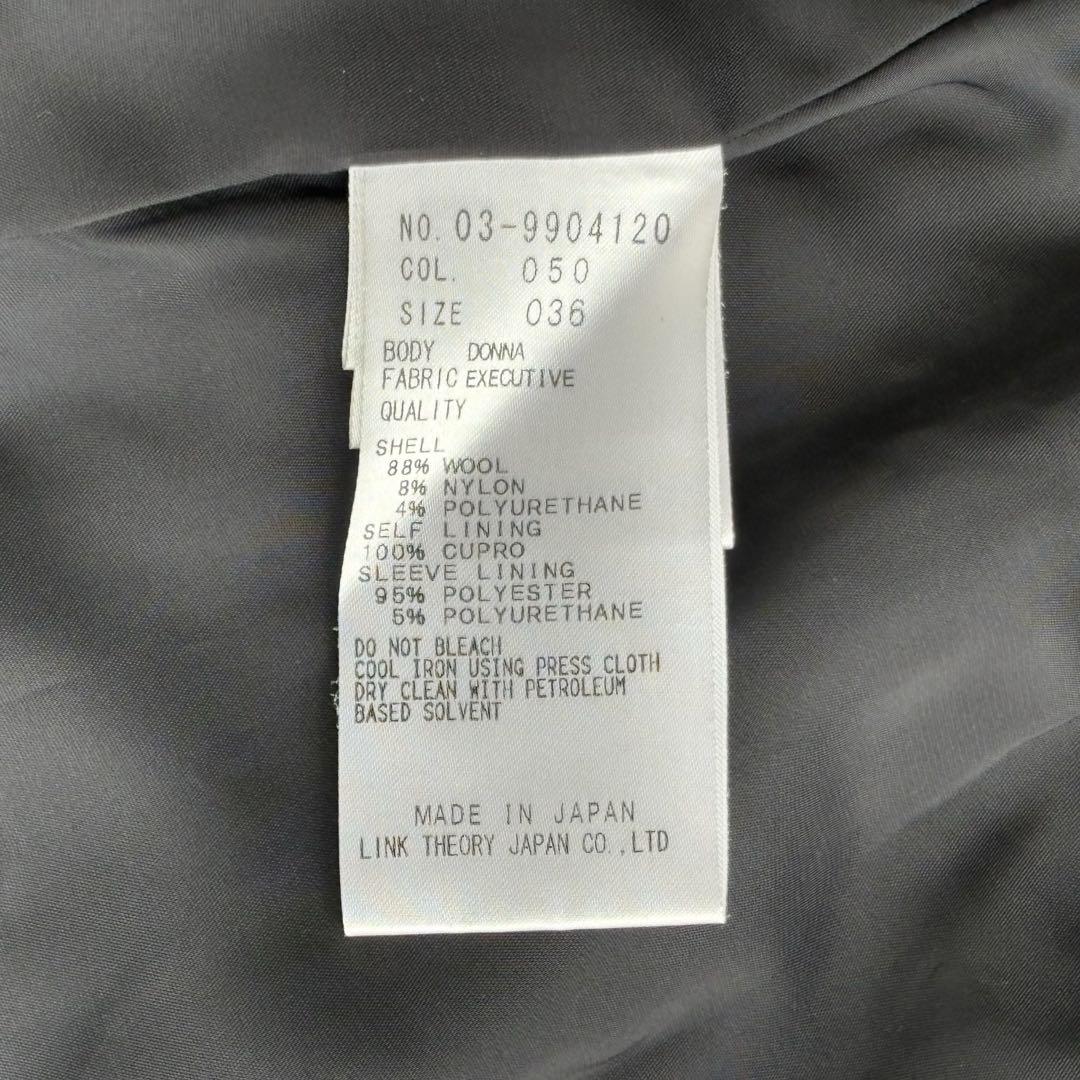 NO. 03-9904120
COL. 050
SIZE 036
BODY DONNA
FABRIC EXECUTIVE
QUALITY
SHELL
88% WOOL
8% NYLON
4% POLYURETHANE
SELF LINING
100% CUPRO
SLEEVE LINING
95% POLYESTER
5% POLYURETHANE
DO NOT BLEACH
COOL IRON USING PRESS CLOTH
DRY CLEAN WITH PETROLEUM
BASED SOLVENT
MADE IN JAPAN
LINK THEORY JAPAN CO.,LTD